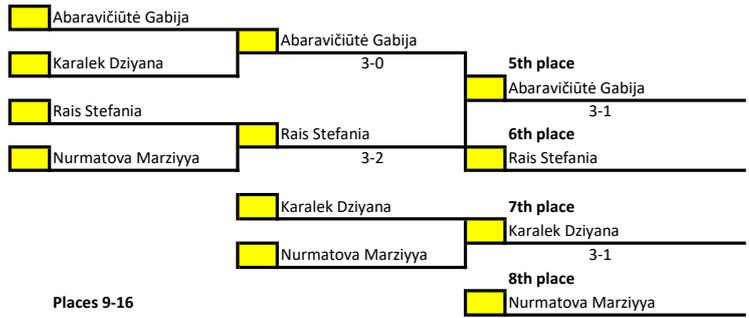 Abaravičiūtė Gabija
Abaravičiūtė Gabija
Karalek Dziyana
3-0
5th place
Abaravičiūtė Gabija
Rais Stefania
3-1
Rais Stefania
6th place
Nurmatova Marziyya
3-2
Rais Stefania
Karalek Dziyana
7th place
Karalek Dziyana
Nurmatova Marziyya
3-1
8th place
Places 9-16
Nurmatova Marziyya